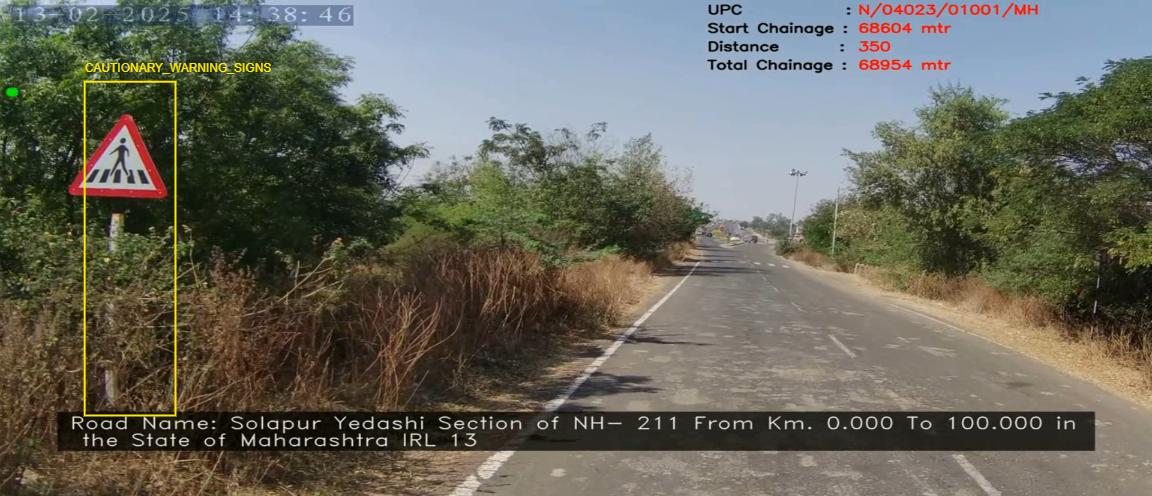 13-02-2025 14:38:46
UPC : N/04023/01001/MH
Start Chainage : 68604 mtr
Distance : 350
Total Chainage : 68954 mtr
CAUTIONARY_WARNING_SIGNS
Road Name: Solapur Yedashi Section of NH- 211 From Km. 0.000 To 100.000 in
the State of Maharashtra IRL 13